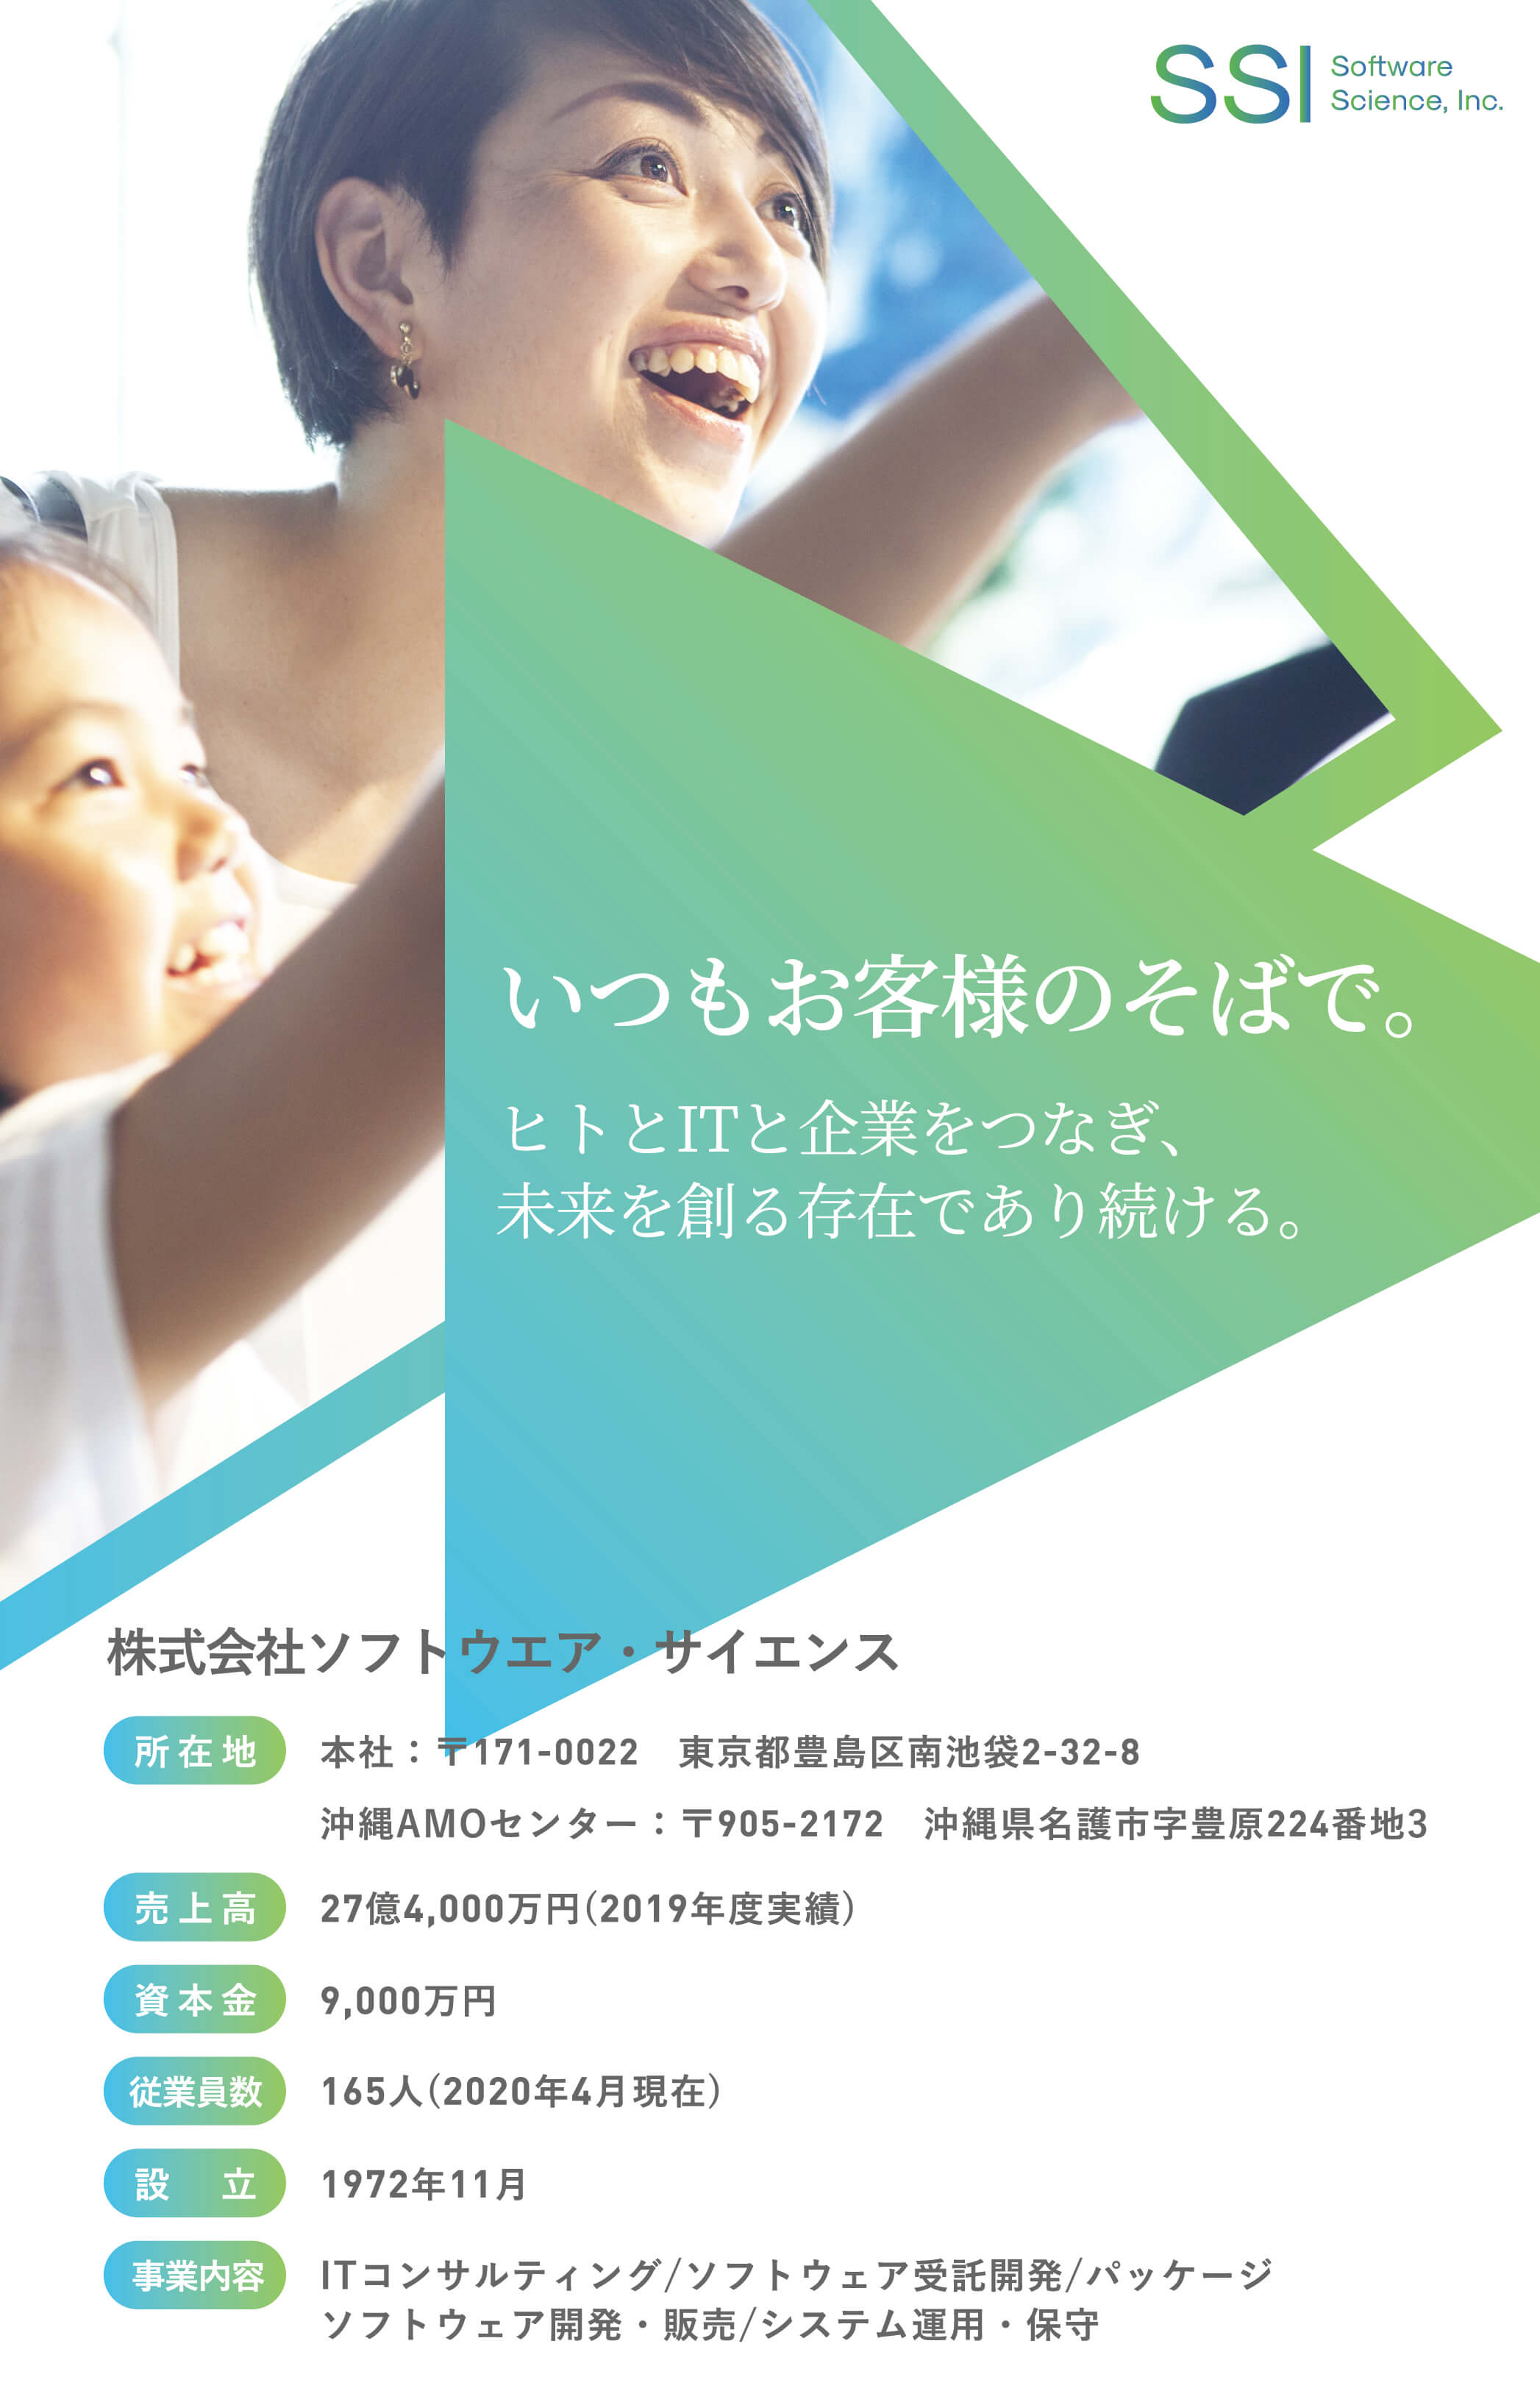 SSI
Software
Science, Inc.
いつもお客様のそばで。
ヒトとITと企業をつなぎ、
未来を創る存在であり続ける。
株式会社ソフトウエア・サイエンス
所在地 本社：〒171-0022　東京都豊島区南池袋2-32-8
沖縄AMOセンター：〒905-2172　沖縄県名護市字豊原224番地3
売上高 27億4,000万円(2019年度実績)
資本金 9,000万円
従業員数 165人(2020年4月現在)
設　立 1972年11月
事業内容 ITコンサルティング/ソフトウェア受託開発/パッケージ
ソフトウェア開発・販売/システム運用・保守